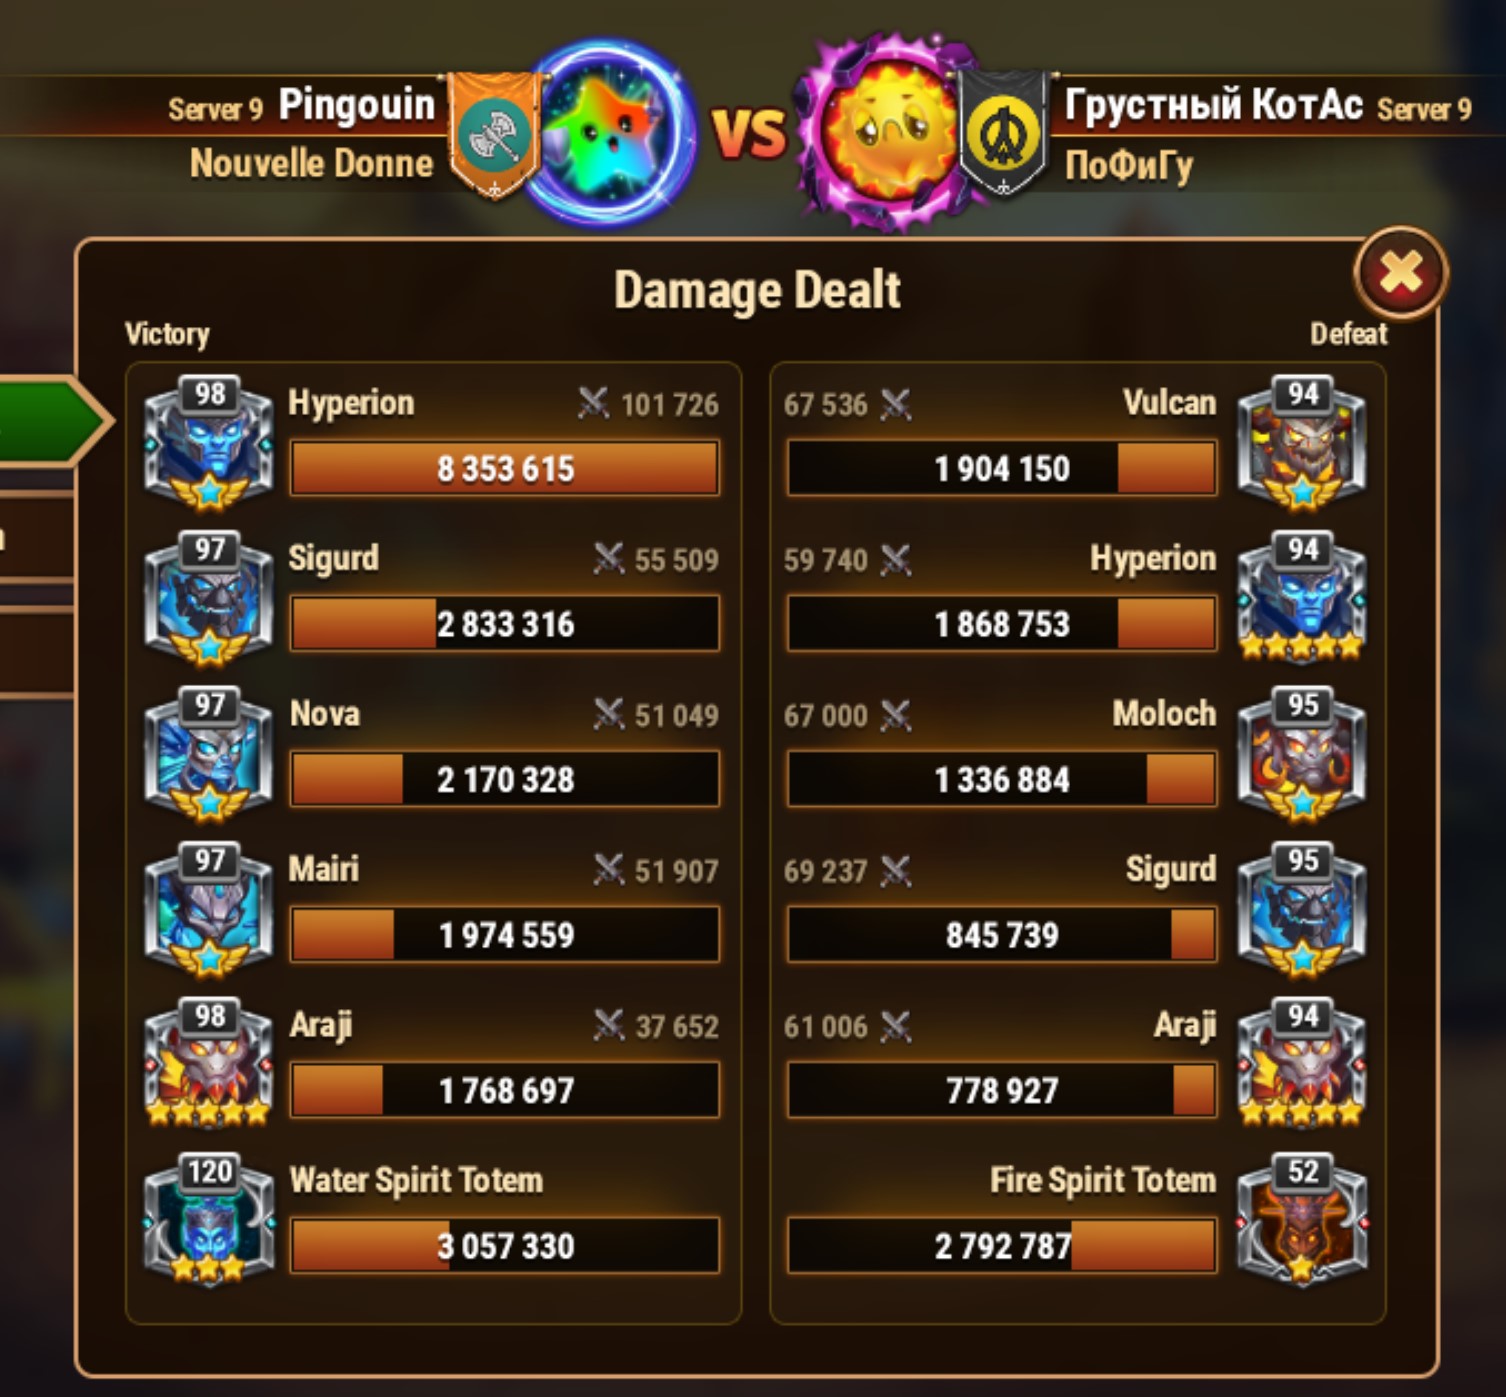 Server 9 Pingouin
Nouvelle Donne
VS
Грустный КотАс Server 9
ПоФиГу
Damage Dealt
Victory
Defeat
98
Hyperion
101 726
8 353 615
97
Sigurd
55 509
2 833 316
97
Nova
51 049
2 170 328
97
Mairi
51 907
1 974 559
98
Araji
37 652
1 768 697
120
Water Spirit Totem
3 057 330
67 536
Vulcan
94
1 904 150
59 740
Hyperion
94
1 868 753
67 000
Moloch
95
1 336 884
69 237
Sigurd
95
845 739
61 006
Araji
94
778 927
Fire Spirit Totem
52
2 792 787